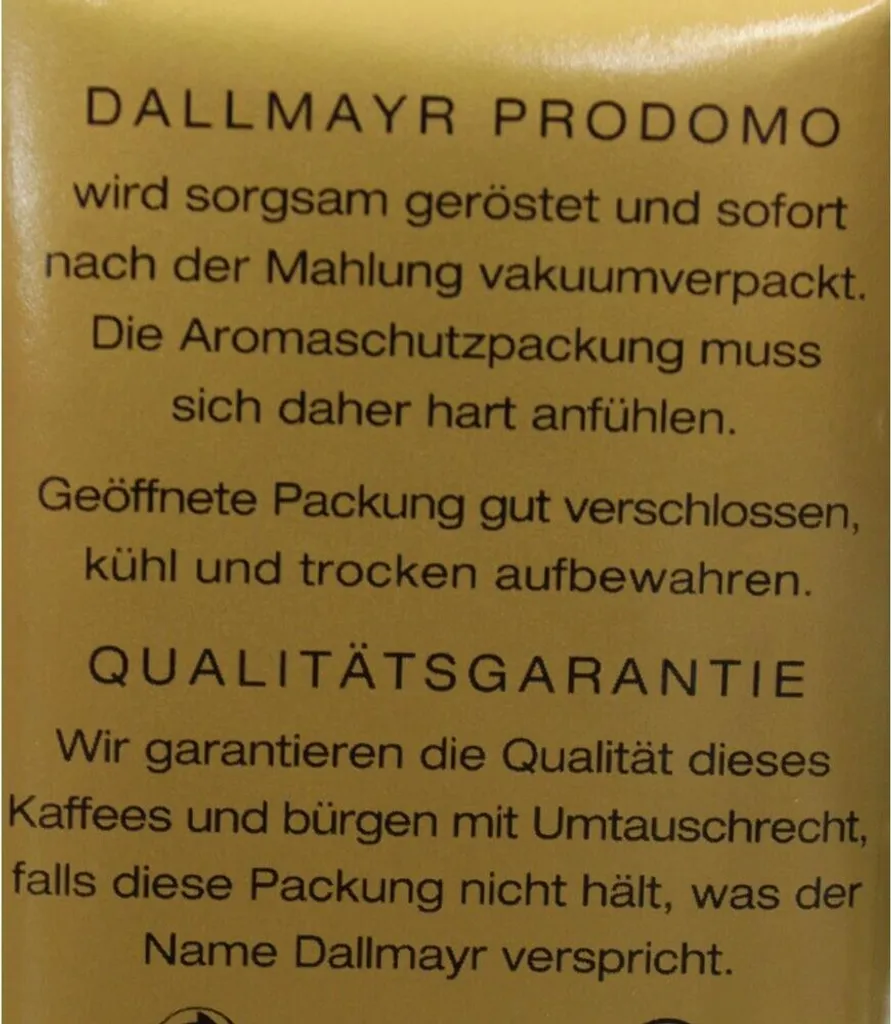 DALLMAYR PRODOMO
wird sorgsam geröstet und sofort
nach der Mahlung vakuumverpackt.
Die Aromaschutzpackung muss
sich daher hart anfühlen.
Geöffnete Packung gut verschlossen,
kühl und trocken aufbewahren.
QUALITÄTSGARANTIE
Wir garantieren die Qualität dieses
Kaffees und bürgen mit Umtauschrecht,
falls diese Packung nicht hält, was der
Name Dallmayr verspricht.